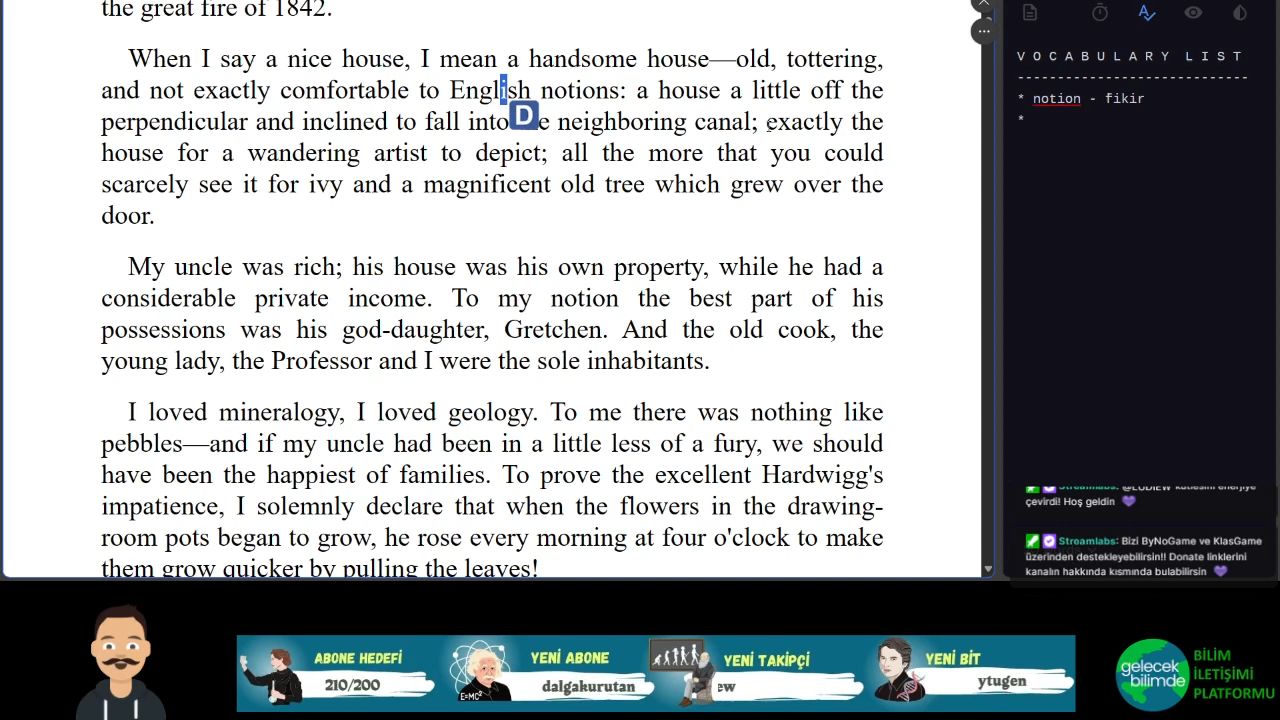 the great fire of 1842.
When I say a nice house, I mean a handsome house—old, tottering,
and not exactly comfortable to English notions: a house a little off the
perpendicular and inclined to fall into e neighboring canal; exactly the
house for a wandering artist to depict; all the more that you could
scarcely see it for ivy and a magnificent old tree which grew over the
door.
My uncle was rich; his house was his own property, while he had a
considerable private income. To my notion the best part of his
possessions was his god-daughter, Gretchen. And the old cook, the
young lady, the Professor and I were the sole inhabitants.
I loved mineralogy, I loved geology. To me there was nothing like
pebbles—and if my uncle had been in a little less of a fury, we should
have been the happiest of families. To prove the excellent Hardwigg's
impatience, I solemnly declare that when the flowers in the drawing-
room pots began to grow, he rose every morning at four o'clock to make
them grow quicker by pulling the leaves!
D
VOCABULARY LIST
-----------------------------
* notion - fikir
*
Streamlabs: @LUDIEW kütlesini enerjiye
çevirdi! Hoş geldin
Streamlabs: Bizi ByNoGame ve KlasGame
üzerinden destekleyebilirsin!! Donate linklerini
kanalın hakkında kısmında bulabilirsin
ABONE HEDEFİ
210/200
E=MC²
YENİ ABONE
dalgakurutan
YENİ TAKİPÇİ
ew
YENİ BİT
ytugen
gelecek
bilimde
BİLİM
İLETİŞİMİ
PLATFORMU